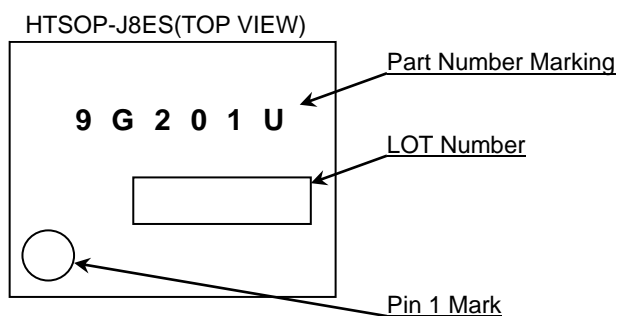 HTSOP-J8ES(TOP VIEW)
Part Number Marking
9 G 2 0 1 U
LOT Number
Pin 1 Mark